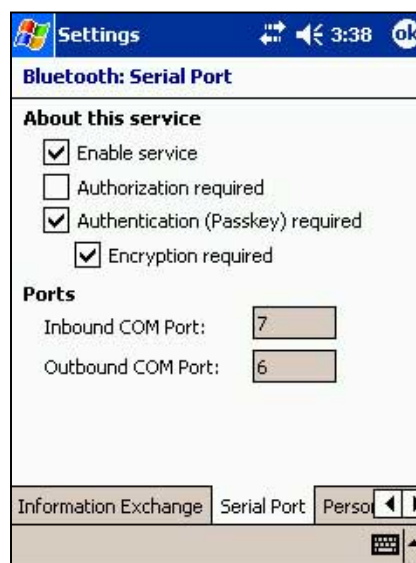 Settings 3:38 ok
Bluetooth: Serial Port
About this service
Enable service
Authorization required
Authentication (Passkey) required
Encryption required
Ports
Inbound COM Port: 7
Outbound COM Port: 6
Information Exchange Serial Port Perso